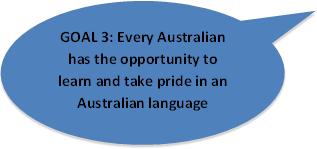 GOAL 3: Every Australian
has the opportunity to
learn and take pride in an
Australian language